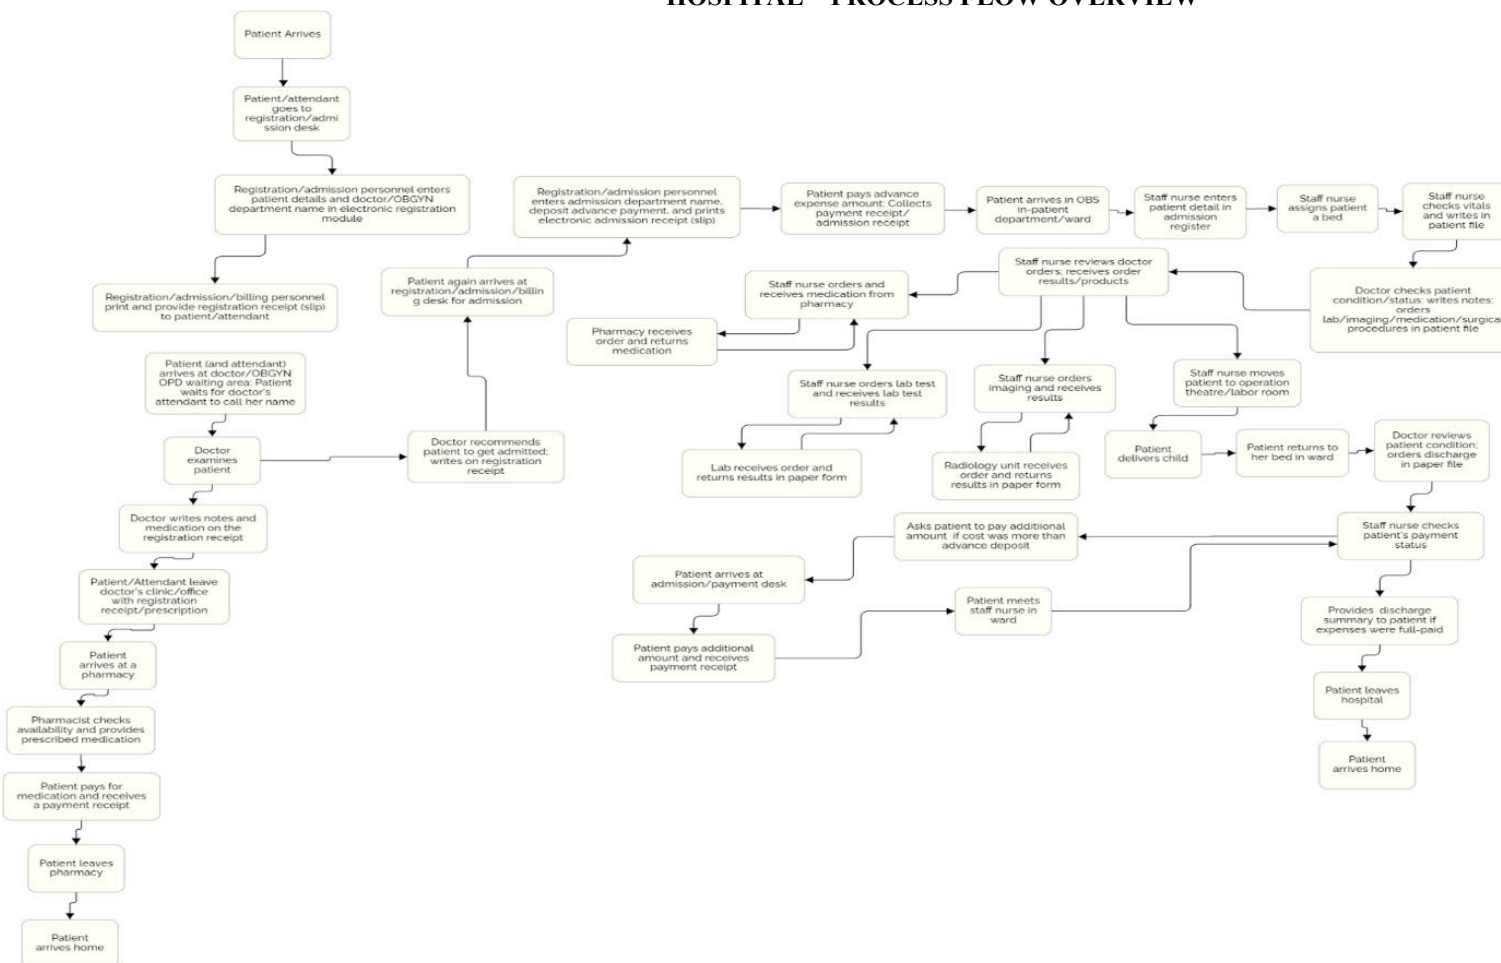 HOSPITAL – PROCESS FLOW OVERVIEW
Patient Arrives
Patient/attendant
goes to
registration/admi
ssion desk
Registration/admission personnel enters
patient details and doctor/OBGYN
department name in electronic registration
module
Registration/admission/billing personnel
print and provide registration receipt (slip)
to patient/attendant
Patient (and attendant)
arrives at doctor/OBGYN
OPD waiting area: Patient
waits for doctor's
attendant to call her name
Doctor
examines
patient
Doctor writes notes and
medication on the
registration receipt
Patient/Attendant leave
doctor's clinic/office
with registration
receipt/prescription
Patient
arrives at a
pharmacy
Pharmacist checks
availability and provides
prescribed medication
Patient pays for
medication and receives
a payment receipt
Patient leaves
pharmacy
Patient
arrives home
Doctor recommends
patient to get admitted;
writes on registration
receipt
Patient again arrives at
registration/admission/billin
g desk for admission
Registration/admission personnel
enters admission department name,
deposit advance payment, and prints
electronic admission receipt (slip)
Patient pays advance
expense amount; Collects
payment receipt/
admission receipt
Patient arrives in OBS
in-patient
department/ward
Staff nurse enters
patient detail in
admission
register
Staff nurse
assigns patient
a bed
Staff nurse
checks vitals
and writes in
patient file
Doctor checks patient
condition/status; writes notes;
orders
lab/imaging/medication/surgical
procedures in patient file
Staff nurse reviews doctor
orders; receives order
results/products
Staff nurse orders and
receives medication from
pharmacy
Pharmacy receives
order and returns
medication
Staff nurse orders lab test
and receives lab test
results
Lab receives order and
returns results in paper form
Staff nurse orders
imaging and receives
results
Radiology unit receives
order and returns
results in paper form
Staff nurse moves
patient to operation
theatre/labor room
Patient
delivers child
Patient returns to
her bed in ward
Doctor reviews
patient condition;
orders discharge
in paper file
Staff nurse checks
patient's payment
status
Asks patient to pay additiional
amount if cost was more than
advance deposit
Patient arrives at
admission/payment desk
Patient pays additional
amount and receives
payment receipt
Patient meets
staff nurse in
ward
Provides discharge
summary to patient if
expenses were full-paid
Patient leaves
hospital
Patient
arrives home